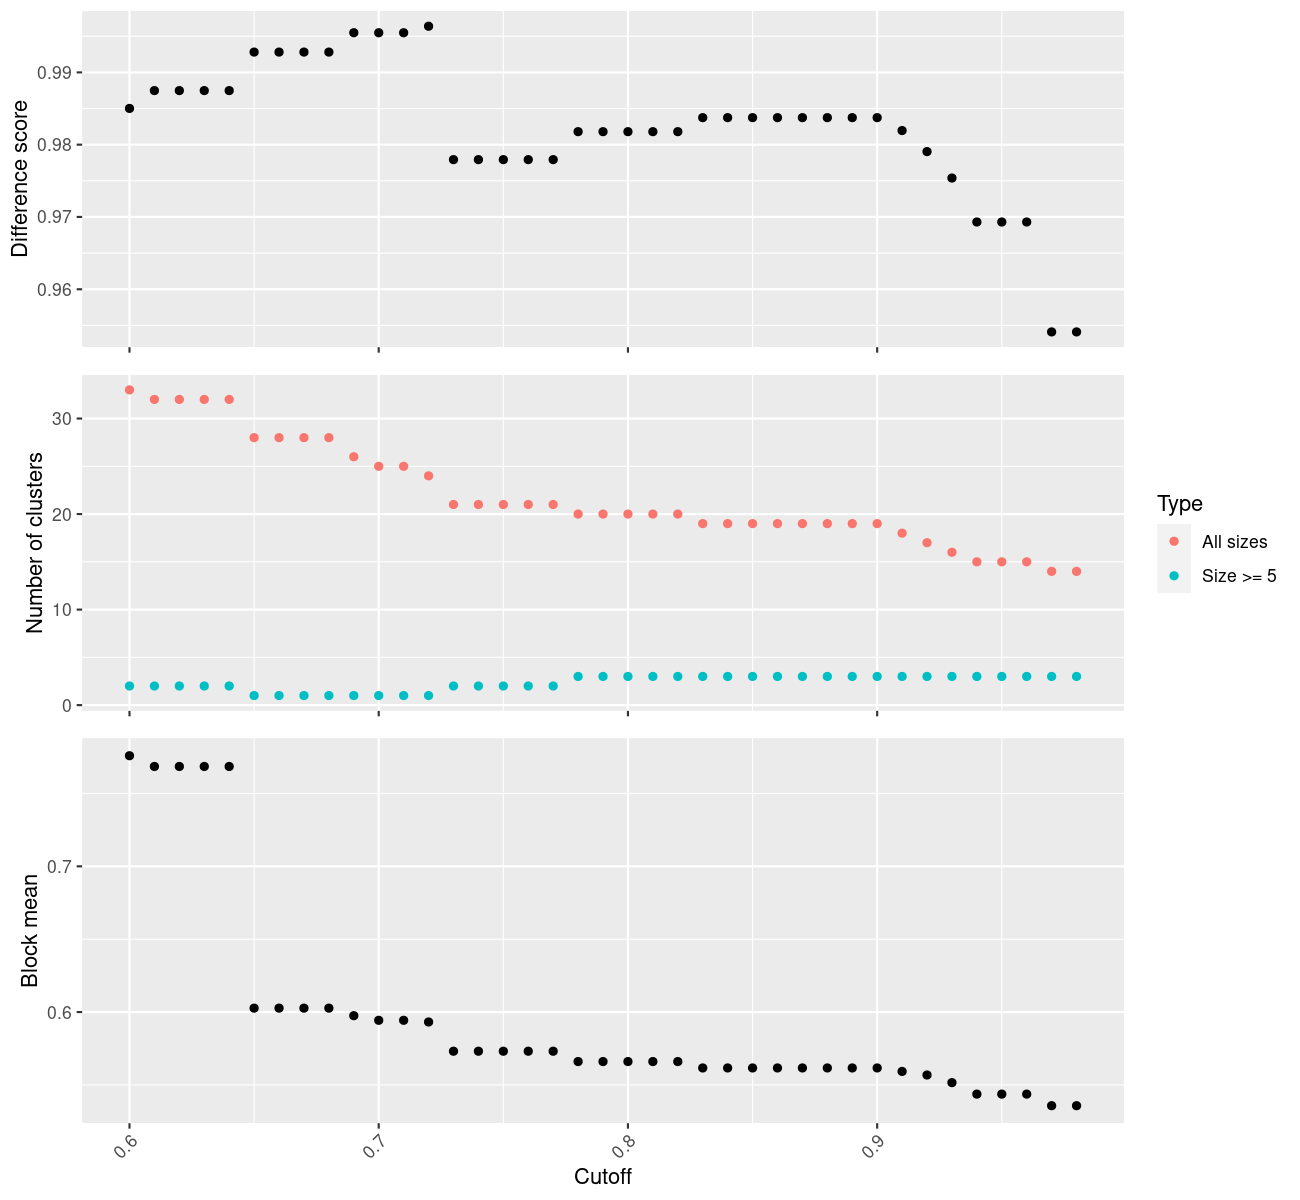 Difference score
0.99
0.98
0.97
0.96
Number of clusters
30
20
10
0
Type
All sizes
Size >= 5
Block mean
0.7
0.6
0.6
0.7
0.8
0.9
Cutoff